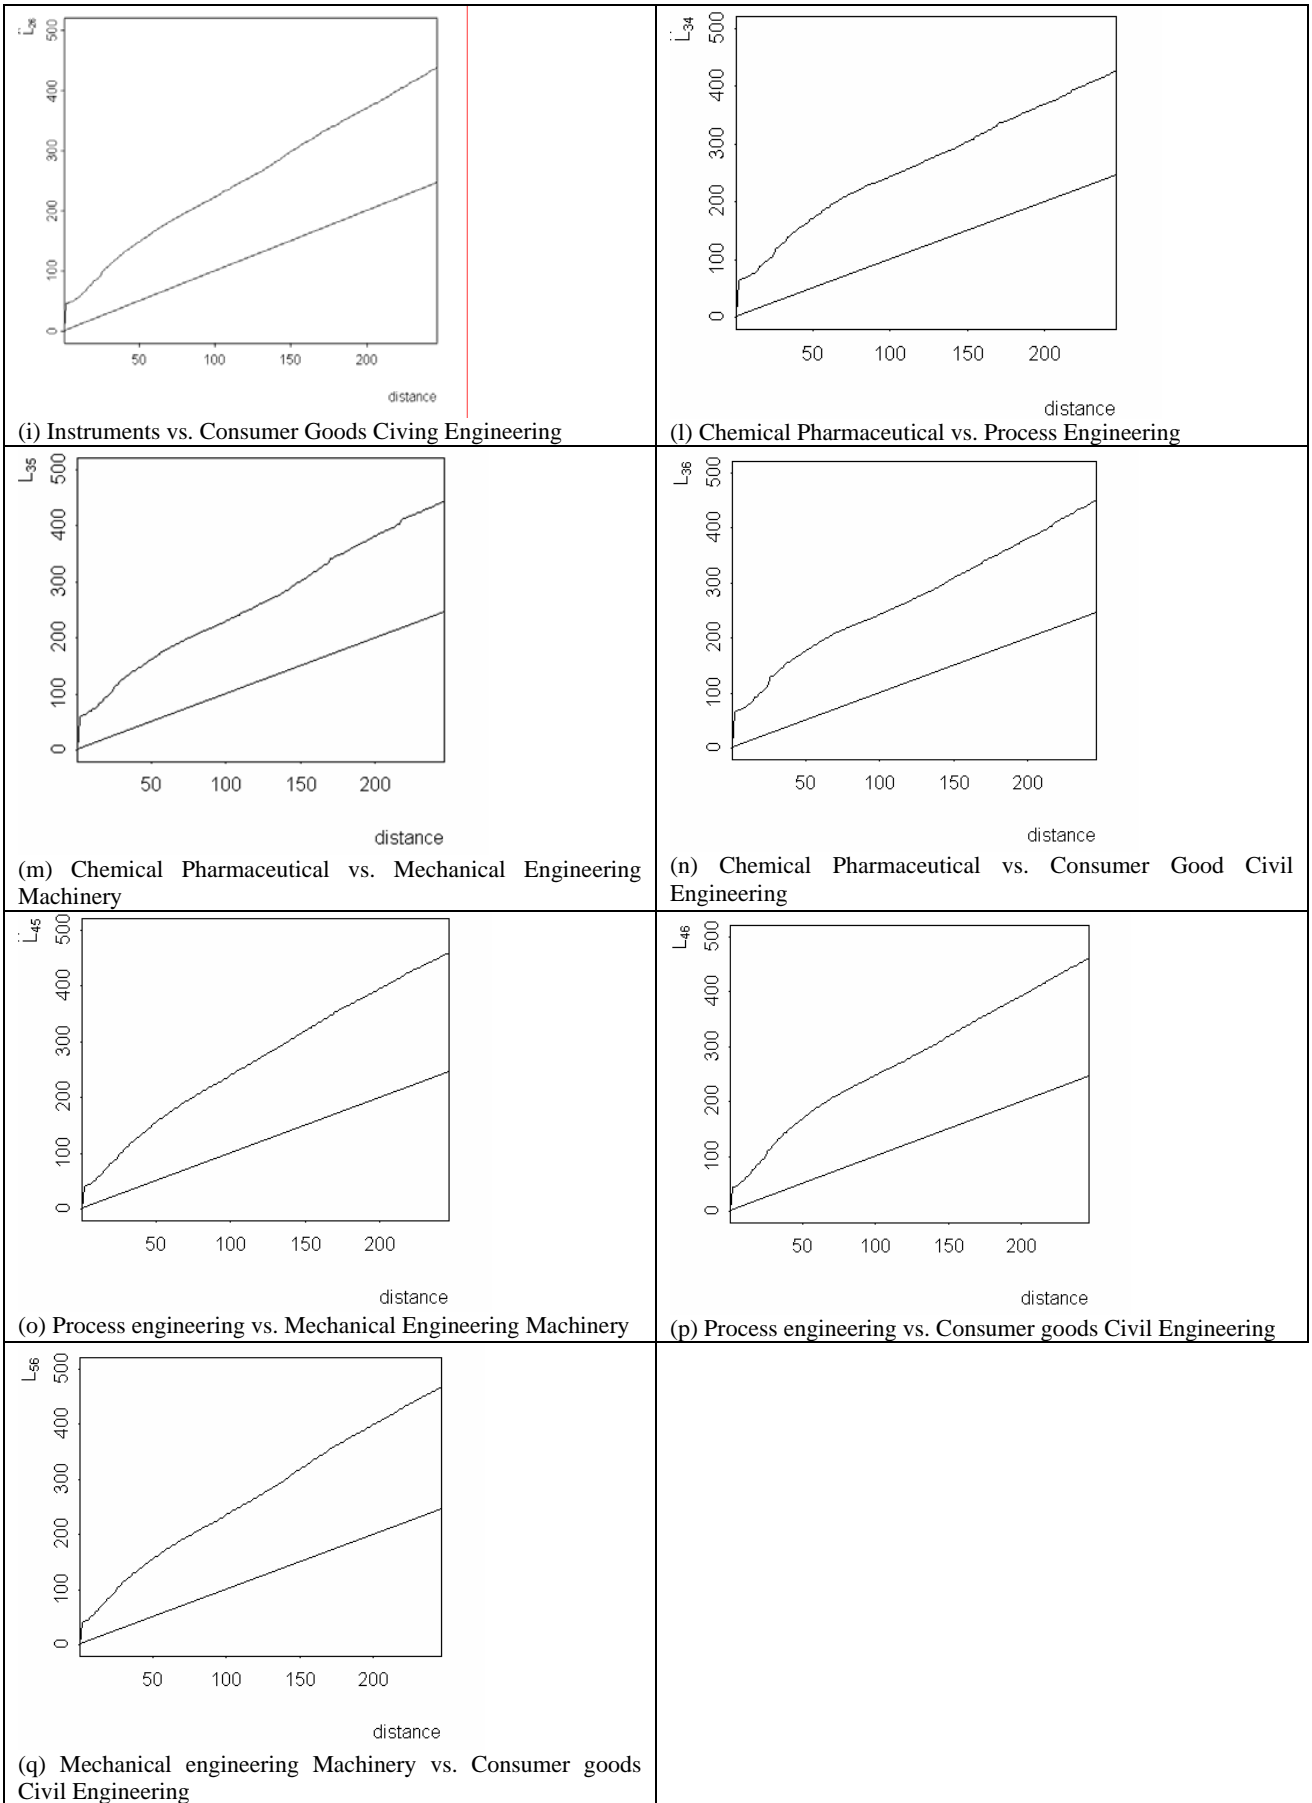 L26
500
400
300
200
100
0
50 100 150 200
distance
(i) Instruments vs. Consumer Goods Civing Engineering
L34
500
400
300
200
100
0
50 100 150 200
distance
(l) Chemical Pharmaceutical vs. Process Engineering
L35
500
400
300
200
100
0
50 100 150 200
distance
(m) Chemical Pharmaceutical vs. Mechanical Engineering
Machinery
L36
500
400
300
200
100
0
50 100 150 200
distance
(n) Chemical Pharmaceutical vs. Consumer Good Civil
Engineering
L45
500
400
300
200
100
0
50 100 150 200
distance
(o) Process engineering vs. Mechanical Engineering Machinery
L46
500
400
300
200
100
0
50 100 150 200
distance
(p) Process engineering vs. Consumer goods Civil Engineering
L56
500
400
300
200
100
0
50 100 150 200
distance
(q) Mechanical engineering Machinery vs. Consumer goods
Civil Engineering